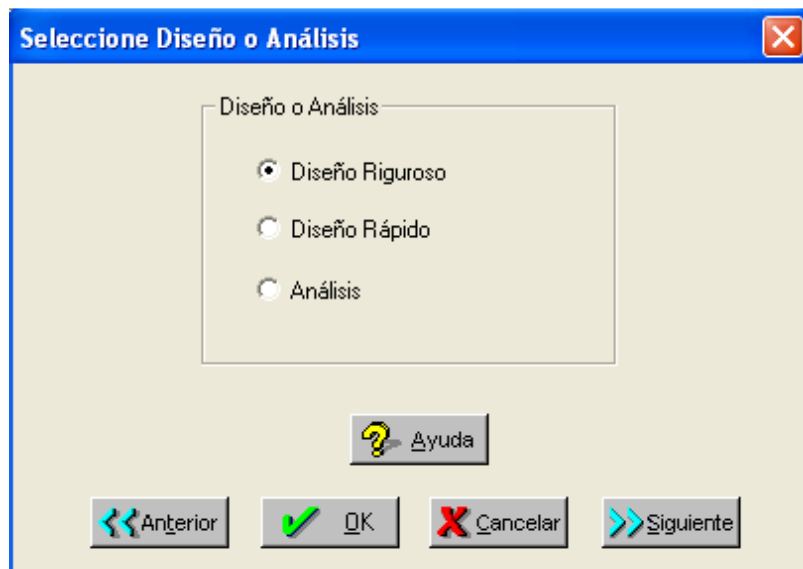 Seleccione Diseño o Análisis
Diseño o Análisis
Diseño Riguroso
Diseño Rápido
Análisis
Ayuda
Anterior
OK
Cancelar
Siguiente